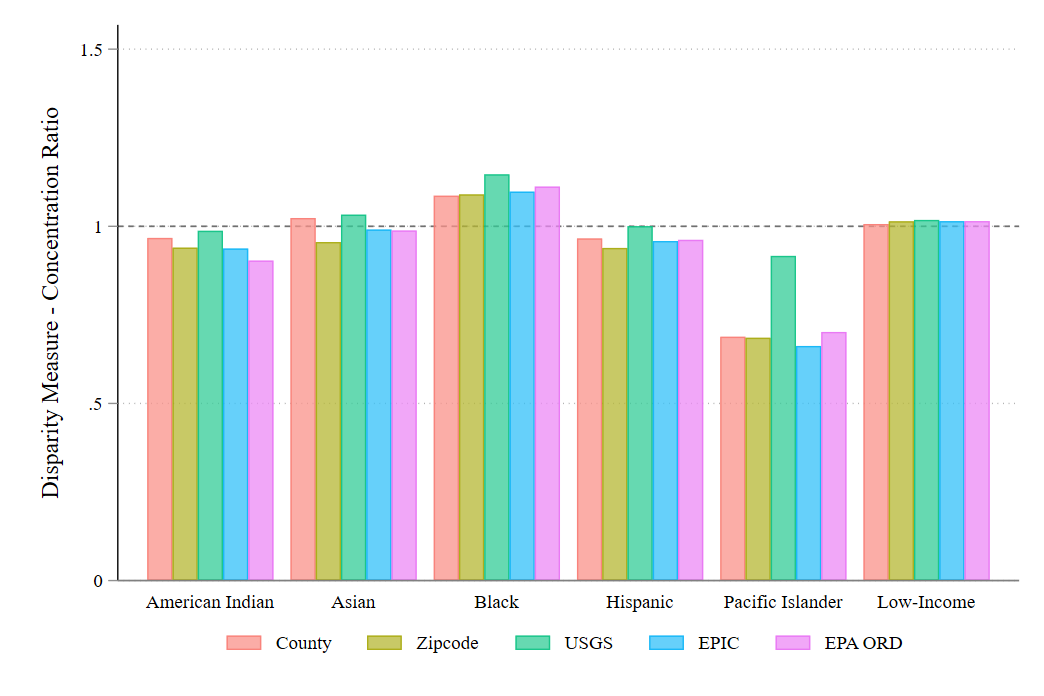 Disparity Measure - Concentration Ratio
1.5
1
.5
0
American Indian Asian Black Hispanic Pacific Islander Low-Income
County Zipcode USGS EPIC EPA ORD